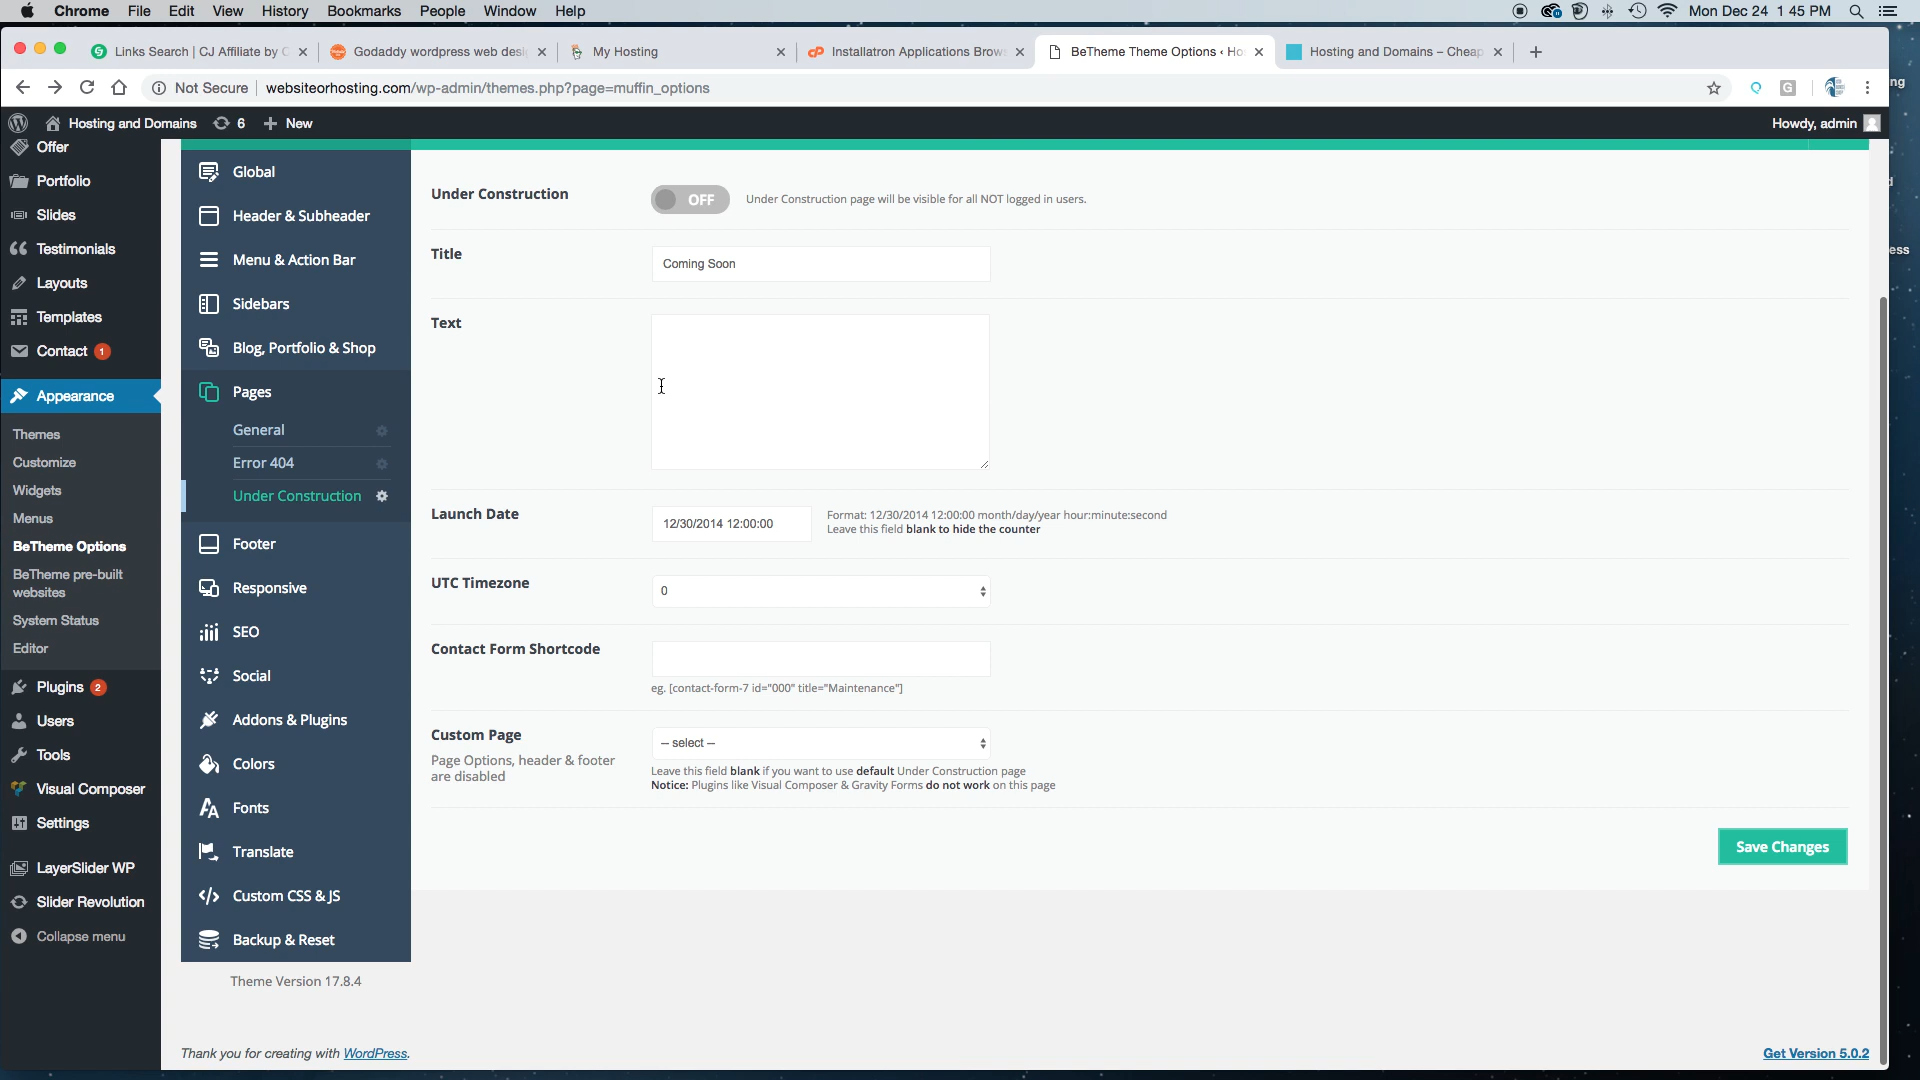 Chrome File Edit View History Bookmarks People Window Help Mon Dec 24 1 45 PM
Links Search | CJ Affiliate by C
Godaddy wordpress web desi
My Hosting
Installatron Applications Brow
BeTheme Theme Options ‹ Ho
Hosting and Domains – Cheap
Not Secure websiteorhosting.com/wp-admin/themes.php?page=muffin_options
ng
Hosting and Domains 6 New Howdy, admin
Offer
Portfolio
Slides
Testimonials
Layouts
Templates
Contact 1
Appearance
Themes
Customize
Widgets
Menus
BeTheme Options
BeTheme pre-built
websites
System Status
Editor
Plugins 2
Users
Tools
Visual Composer
Settings
LayerSlider WP
Slider Revolution
Collapse menu
Global
Header & Subheader
Menu & Action Bar
Sidebars
Blog, Portfolio & Shop
Pages
General
Error 404
Under Construction
Footer
Responsive
SEO
Social
Addons & Plugins
Colors
Fonts
Translate
Custom CSS & JS
Backup & Reset
Theme Version 17.8.4
Under Construction OFF Under Construction page will be visible for all NOT logged in users.
Title Coming Soon
Text
Launch Date 12/30/2014 12:00:00 Format: 12/30/2014 12:00:00 month/day/year hour:minute:second
Leave this field blank to hide the counter
UTC Timezone 0
Contact Form Shortcode
eg. [contact-form-7 id="000" title="Maintenance"]
Custom Page -- select --
Page Options, header & footer
are disabled
Leave this field blank if you want to use default Under Construction page
Notice: Plugins like Visual Composer & Gravity Forms do not work on this page
Save Changes
ess
Thank you for creating with WordPress.
Get Version 5.0.2